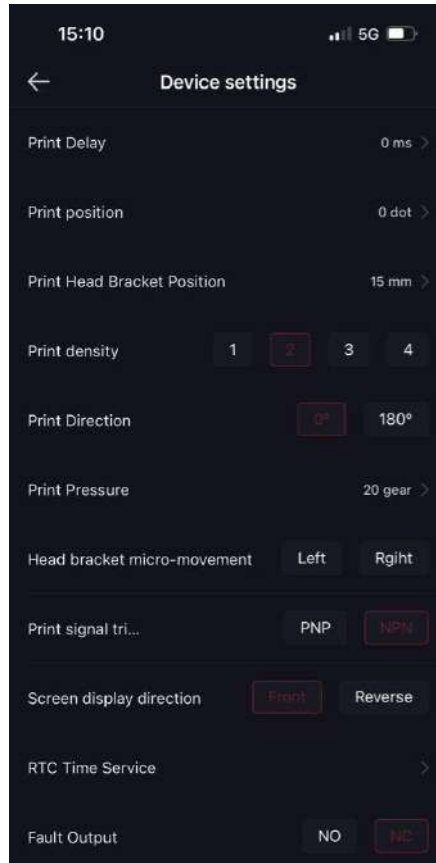 15:10 5G
Device settings
Print Delay 0 ms
Print position 0 dot
Print Head Bracket Position 15 mm
Print density 1 2 3 4
Print Direction 0° 180°
Print Pressure 20 gear
Head bracket micro-movement Left Rgiht
Print signal tri... PNP NPN
Screen display direction Front Reverse
RTC Time Service
Fault Output NO NC